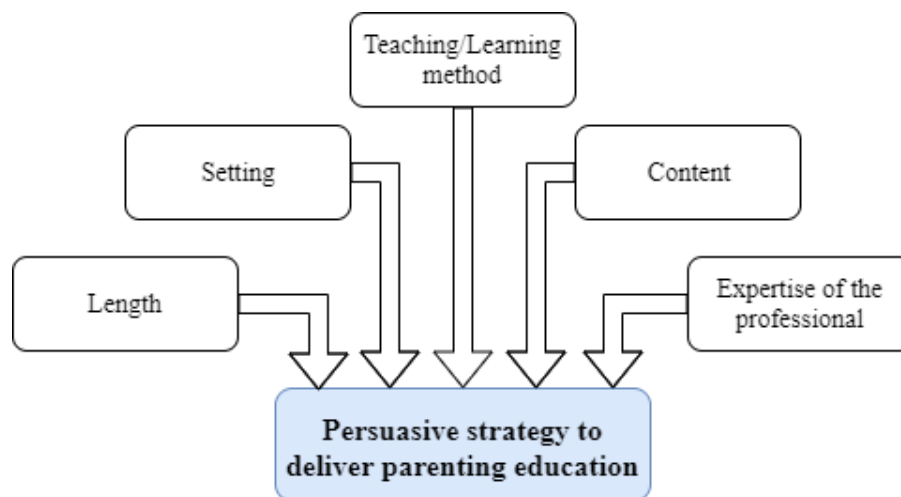 Teaching/Learning
method
Setting
Content
Length
Expertise of the
professional
Persuasive strategy to
deliver parenting education